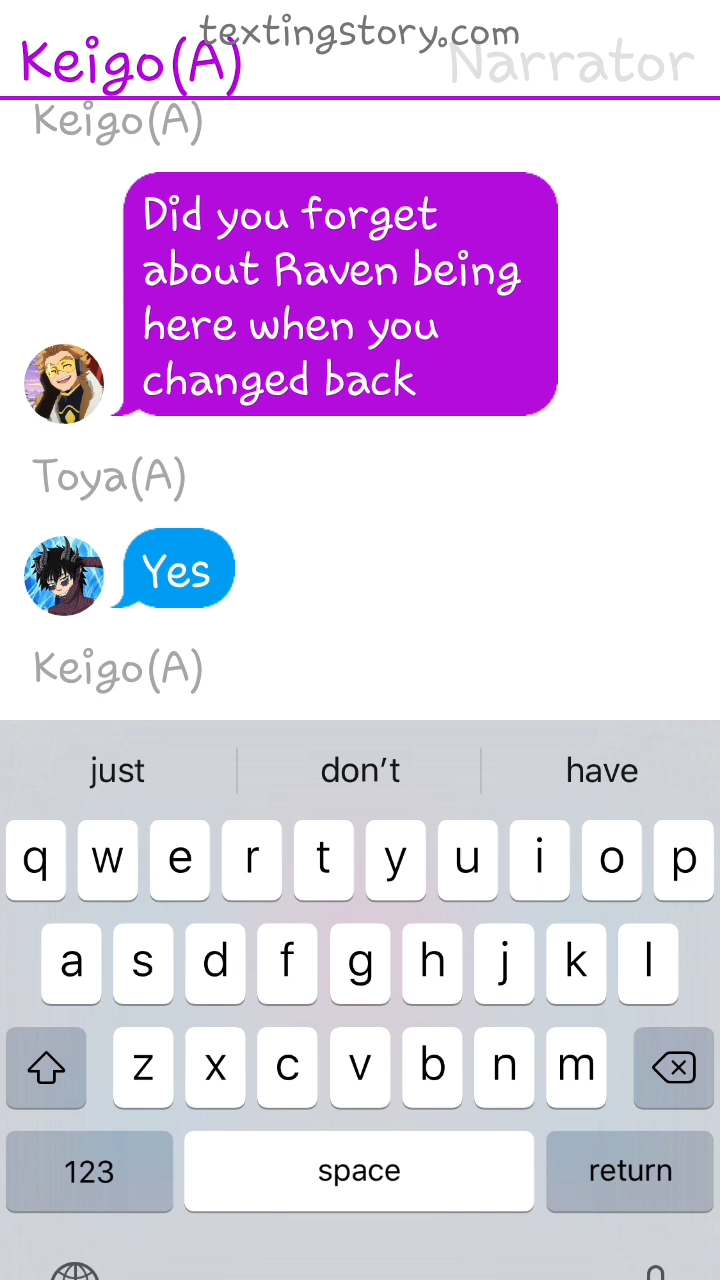 textingstory.com
Keigo(A) Narrator
Keigo(A)
Did you forget
about Raven being
here when you
changed back
Toya(A)
Yes
Keigo(A)
just don't have
q w e r t y u i o p
a s d f g h j k l
z x c v b n m
123 space return